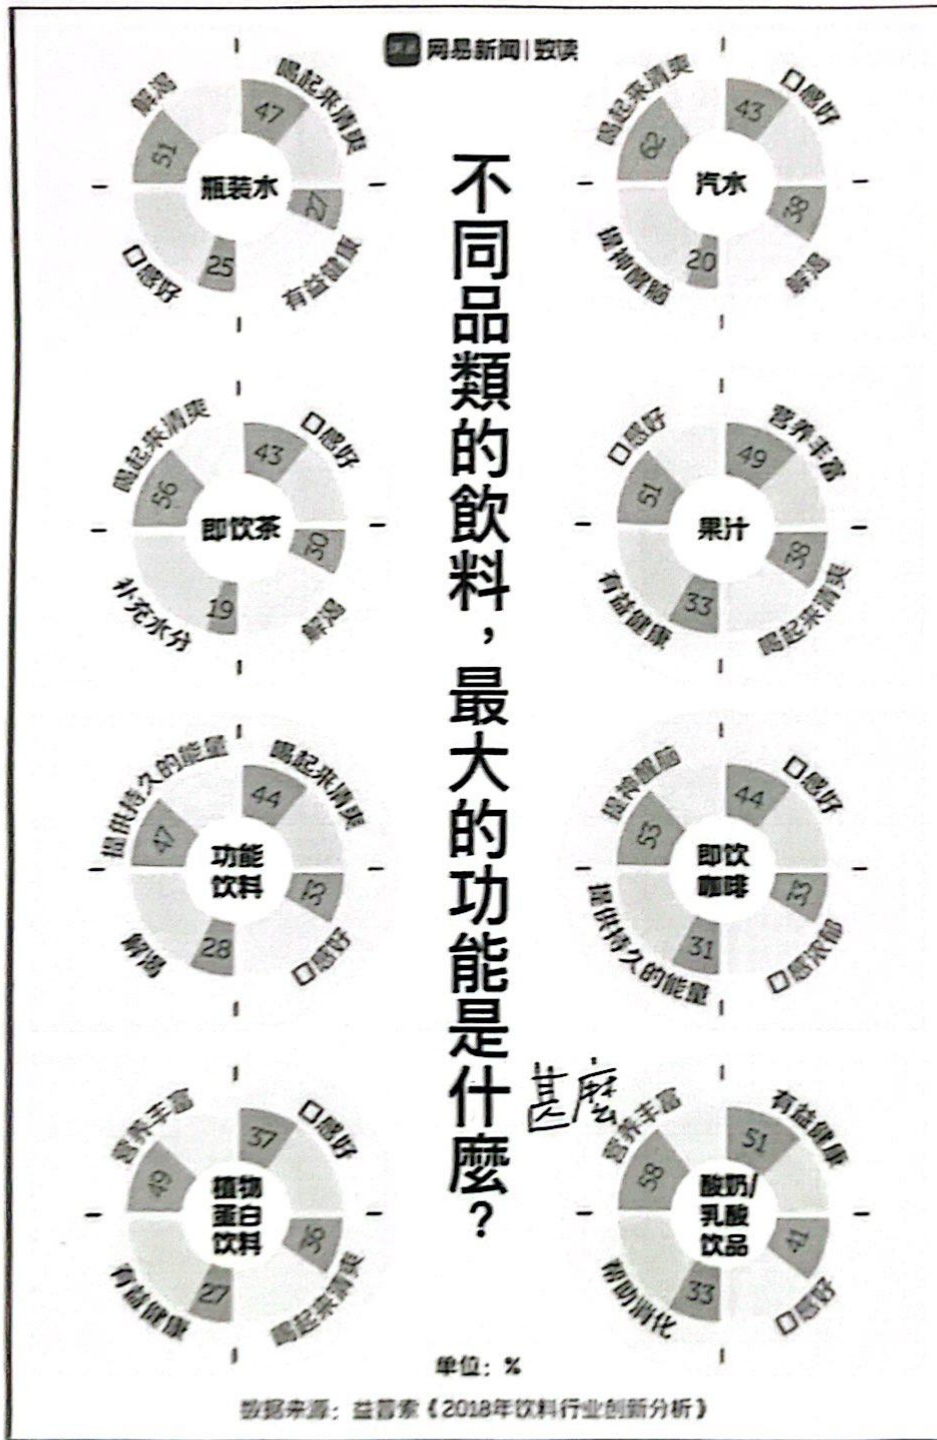 网易 网易新闻|数读
不同品類的飲料，最大的功能是什麼？
甚麼
瓶装水
解渴
51
喝起来清爽
47
有益健康
27
口感好
25
汽水
喝起来清爽
62
口感好
43
解渴
38
提神醒脑
20
即饮茶
喝起来清爽
56
口感好
43
解渴
30
补充水分
19
果汁
口感好
51
营养丰富
49
喝起来清爽
38
有益健康
33
功能
饮料
提供持久的能量
47
喝起来清爽
44
口感好
33
解渴
28
即饮
咖啡
提神醒脑
53
口感好
44
口感浓郁
33
提供持久的能量
31
植物
蛋白
饮料
营养丰富
49
口感好
37
喝起来清爽
36
有益健康
27
酸奶/
乳酸
饮品
营养丰富
58
有益健康
51
口感好
41
帮助消化
33
单位：%
数据来源：益普索《2018年饮料行业创新分析》